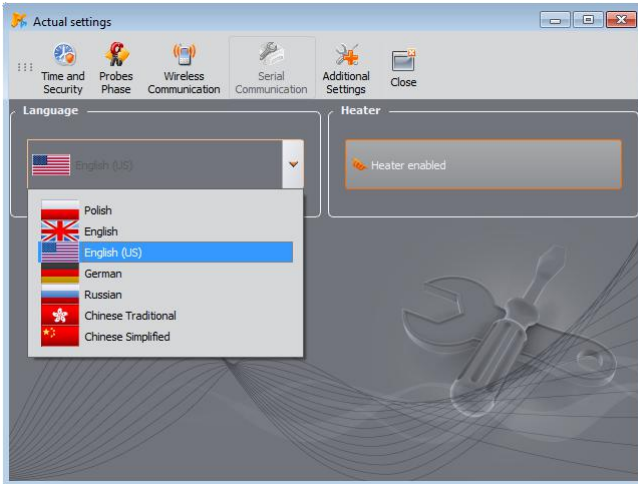 Actual settings
Time and Security
Probes Phase
Wireless Communication
Serial Communication
Additional Settings
Close
Language
Heater
English (US)
Heater enabled
Polish
English
English (US)
German
Russian
Chinese Traditional
Chinese Simplified